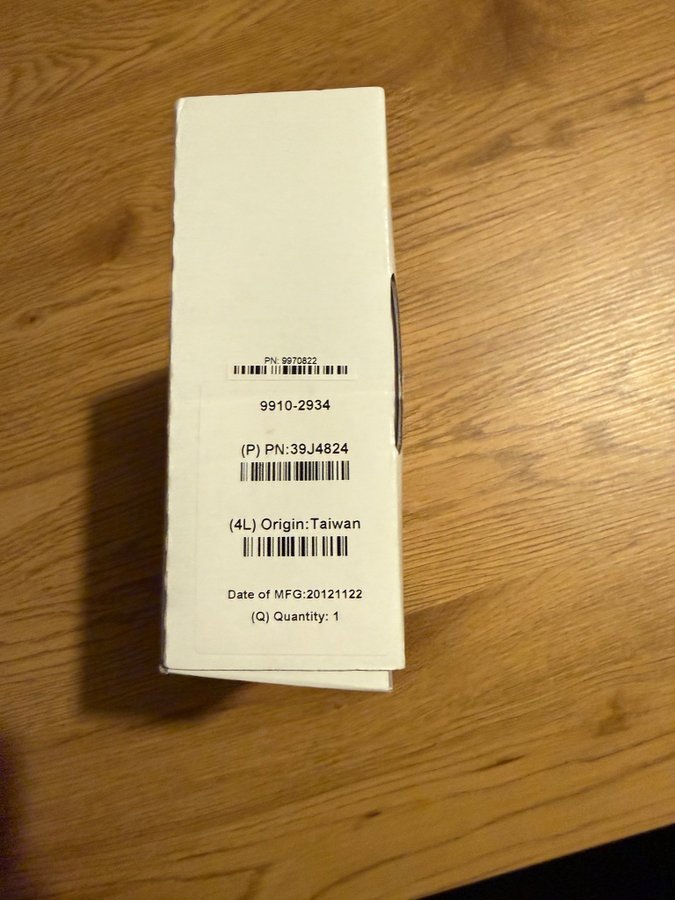 PN: 9970822
9910-2934
(P) PN:39J4824
(4L) Origin:Taiwan
Date of MFG:20121122
(Q) Quantity: 1